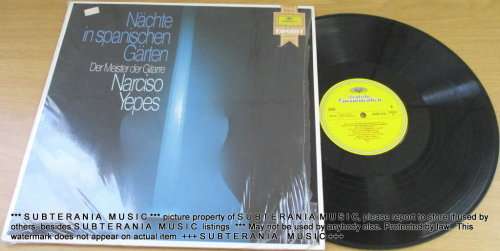 Nächte
in spanischen
Gärten
Der Meister der Gitarre
Narciso
Yepes
Deutsche
Grammophon
*** S U B T E R A N I A M U S I C *** picture property of S U B T E R A N I A M U S I C, please report to store if used by
others, besides S U B T E R A N I A M U S I C listings. *** May not be used by anybody else. Protected by law. This
watermark does not appear on actual item. +++ S U B T E R A N I A M U S I C +++